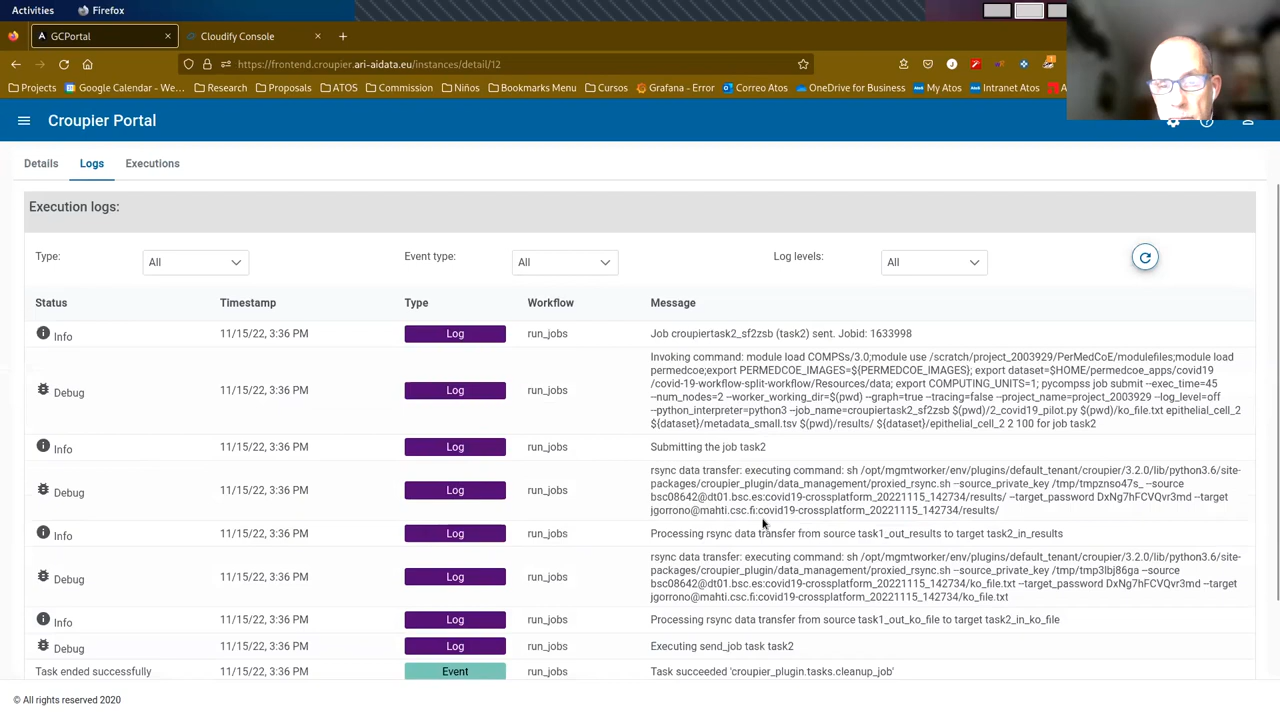 Activities Firefox
GCPortal × Cloudify Console × +
https://frontend.croupier.ari-aidata.eu/instances/detail/12
Projects Google Calendar - We... Research Proposals ATOS Commission Niños Bookmarks Menu Cursos Grafana - Error Correo Atos OneDrive for Business My Atos Intranet Atos
Croupier Portal
Details Logs Executions
Execution logs:
Type: All Event type: All Log levels: All
Status Timestamp Type Workflow Message
Info 11/15/22, 3:36 PM Log run_jobs Job croupiertask2_sf2zsb (task2) sent. Jobid: 1633998
Invoking command: module load COMPSs/3.0;module use /scratch/project_2003929/PerMedCoE/modulefiles;module load
permedcoe;export PERMEDCOE_IMAGES=${PERMEDCOE_IMAGES}; export dataset=$HOME/permedcoe_apps/covid19
Debug 11/15/22, 3:36 PM Log run_jobs /covid-19-workflow-split-workflow/Resources/data; export COMPUTING_UNITS=1; pycompss job submit --exec_time=45
--num_nodes=2 --worker_working_dir=$(pwd) --graph=true --tracing=false --project_name=project_2003929 --log_level=off
--python_interpreter=python3 --job_name=croupiertask2_sf2zsb $(pwd)/2_covid19_pilot.py $(pwd)/ko_file.txt epithelial_cell_2
${dataset}/metadata_small.tsv $(pwd)/results/ ${dataset}/epithelial_cell_2 2 100 for job task2
Info 11/15/22, 3:36 PM Log run_jobs Submitting the job task2
rsync data transfer: executing command: sh /opt/mgmtworker/env/plugins/default_tenant/croupier/3.2.0/lib/python3.6/site-
packages/croupier_plugin/data_management/proxied_rsync.sh --source_private_key /tmp/tmpznso47s_ --source
Debug 11/15/22, 3:36 PM Log run_jobs bsc08642@dt01.bsc.es:covid19-crossplatform_20221115_142734/results/ --target_password DxNg7hFCVQvr3md --target
jgorrono@mahti.csc.fi:covid19-crossplatform_20221115_142734/results/
Info 11/15/22, 3:36 PM Log run_jobs Processing rsync data transfer from source task1_out_results to target task2_in_results
rsync data transfer: executing command: sh /opt/mgmtworker/env/plugins/default_tenant/croupier/3.2.0/lib/python3.6/site-
packages/croupier_plugin/data_management/proxied_rsync.sh --source_private_key /tmp/tmp3lbj86ga --source
Debug 11/15/22, 3:36 PM Log run_jobs bsc08642@dt01.bsc.es:covid19-crossplatform_20221115_142734/ko_file.txt --target_password DxNg7hFCVQvr3md --target
jgorrono@mahti.csc.fi:covid19-crossplatform_20221115_142734/ko_file.txt
Info 11/15/22, 3:36 PM Log run_jobs Processing rsync data transfer from source task1_out_ko_file to target task2_in_ko_file
Debug 11/15/22, 3:36 PM Log run_jobs Executing send_job task task2
Task ended successfully 11/15/22, 3:36 PM Event run_jobs Task succeeded 'croupier_plugin.tasks.cleanup_job'
© All rights reserved 2020